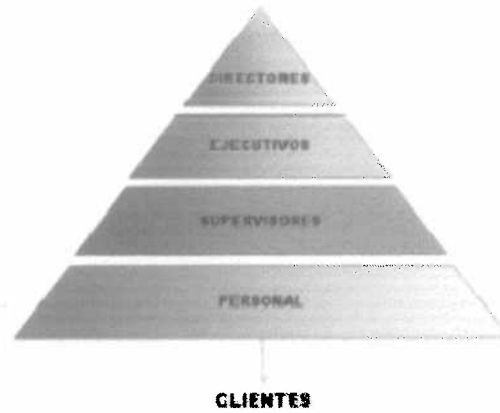 DIRECTORES
EJECUTIVOS
SUPERVISORES
PERSONAL
CLIENTES